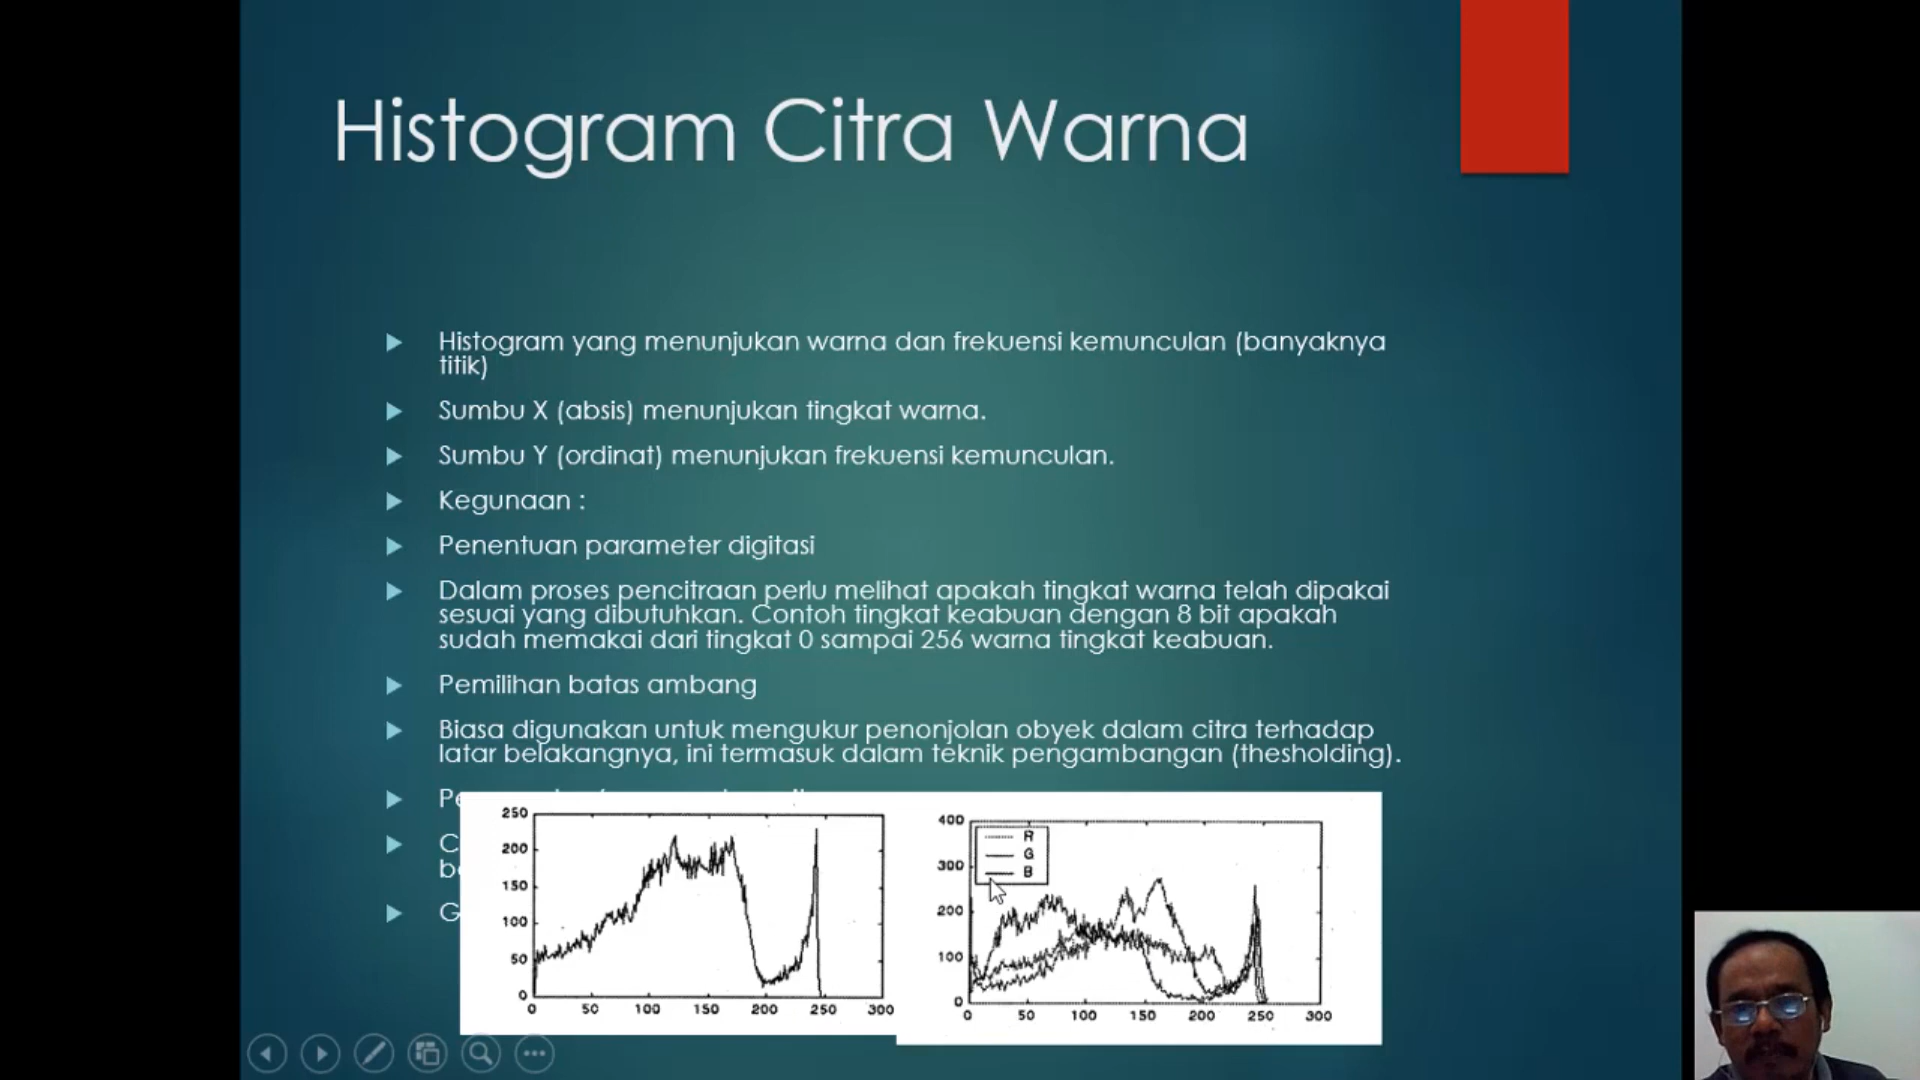 Histogram Citra Warna
Histogram yang menunjukan warna dan frekuensi kemunculan (banyaknya
titik)
Sumbu X (absis) menunjukan tingkat warna.
Sumbu Y (ordinat) menunjukan frekuensi kemunculan.
Kegunaan :
Penentuan parameter digitasi
Dalam proses pencitraan perlu melihat apakah tingkat warna telah dipakai
sesuai yang dibutuhkan. Contoh tingkat keabuan dengan 8 bit apakah
sudah memakai dari tingkat 0 sampai 256 warna tingkat keabuan.
Pemilihan batas ambang
Biasa digunakan untuk mengukur penonjolan obyek dalam citra terhadap
latar belakangnya, ini termasuk dalam teknik pengambangan (thesholding).
250
200
150
100
50
0
0 50 100 150 200 250 300
400
300
200
100
0
R
G
B
0 50 100 150 200 250 300